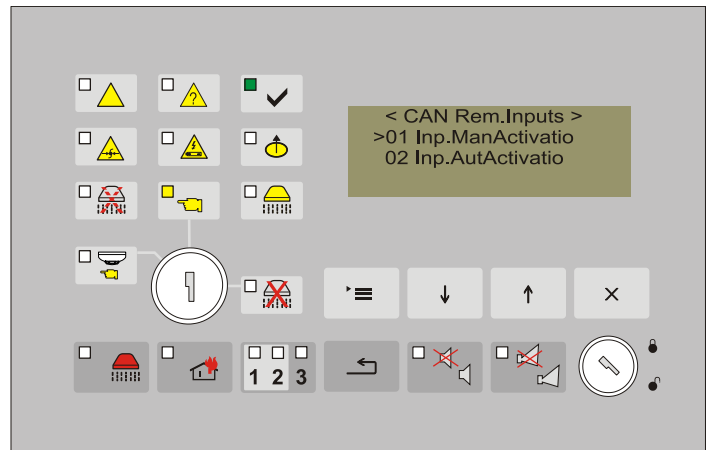 < CAN Rem.Inputs >
>01 Inp.ManActivatio
02 Inp.AutActivatio
?
1 2 3